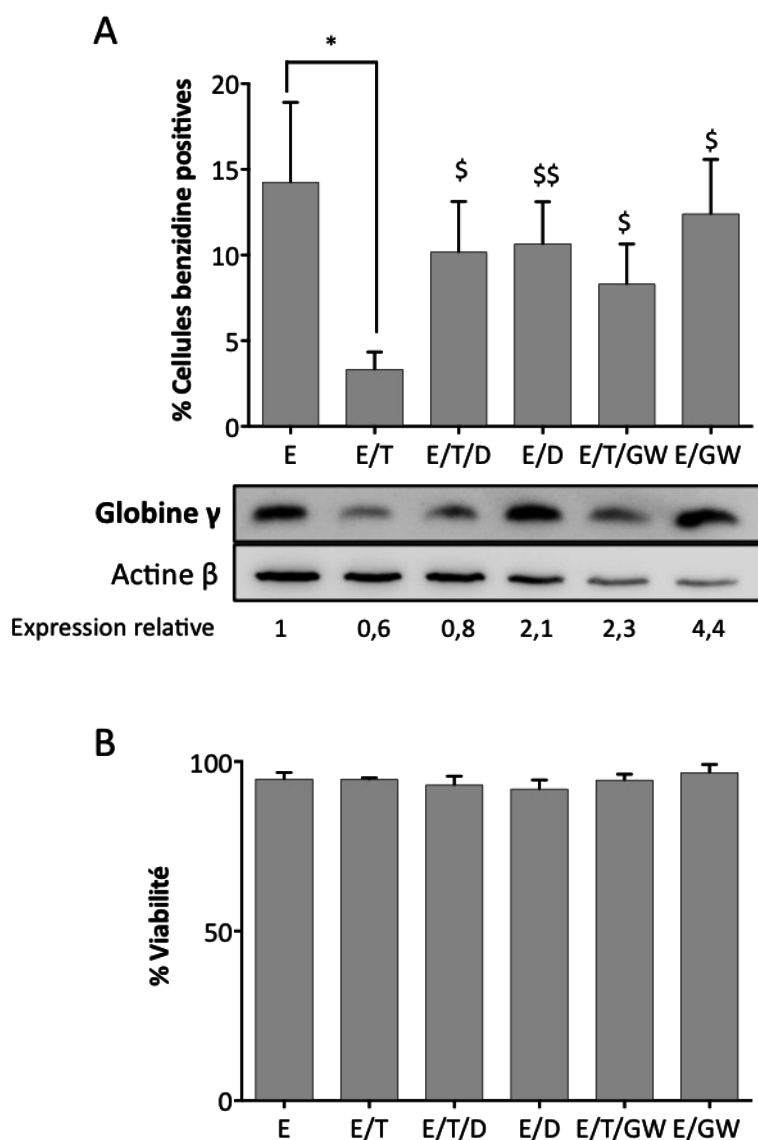 A
*
20
15
10
5
0
% Cellules benzidine positives
$ $$ $ $
E E/T E/T/D E/D E/T/GW E/GW
Globine γ
Actine β
Expression relative 1 0,6 0,8 2,1 2,3 4,4
B
100
50
0
% Viabilité
E E/T E/T/D E/D E/T/GW E/GW